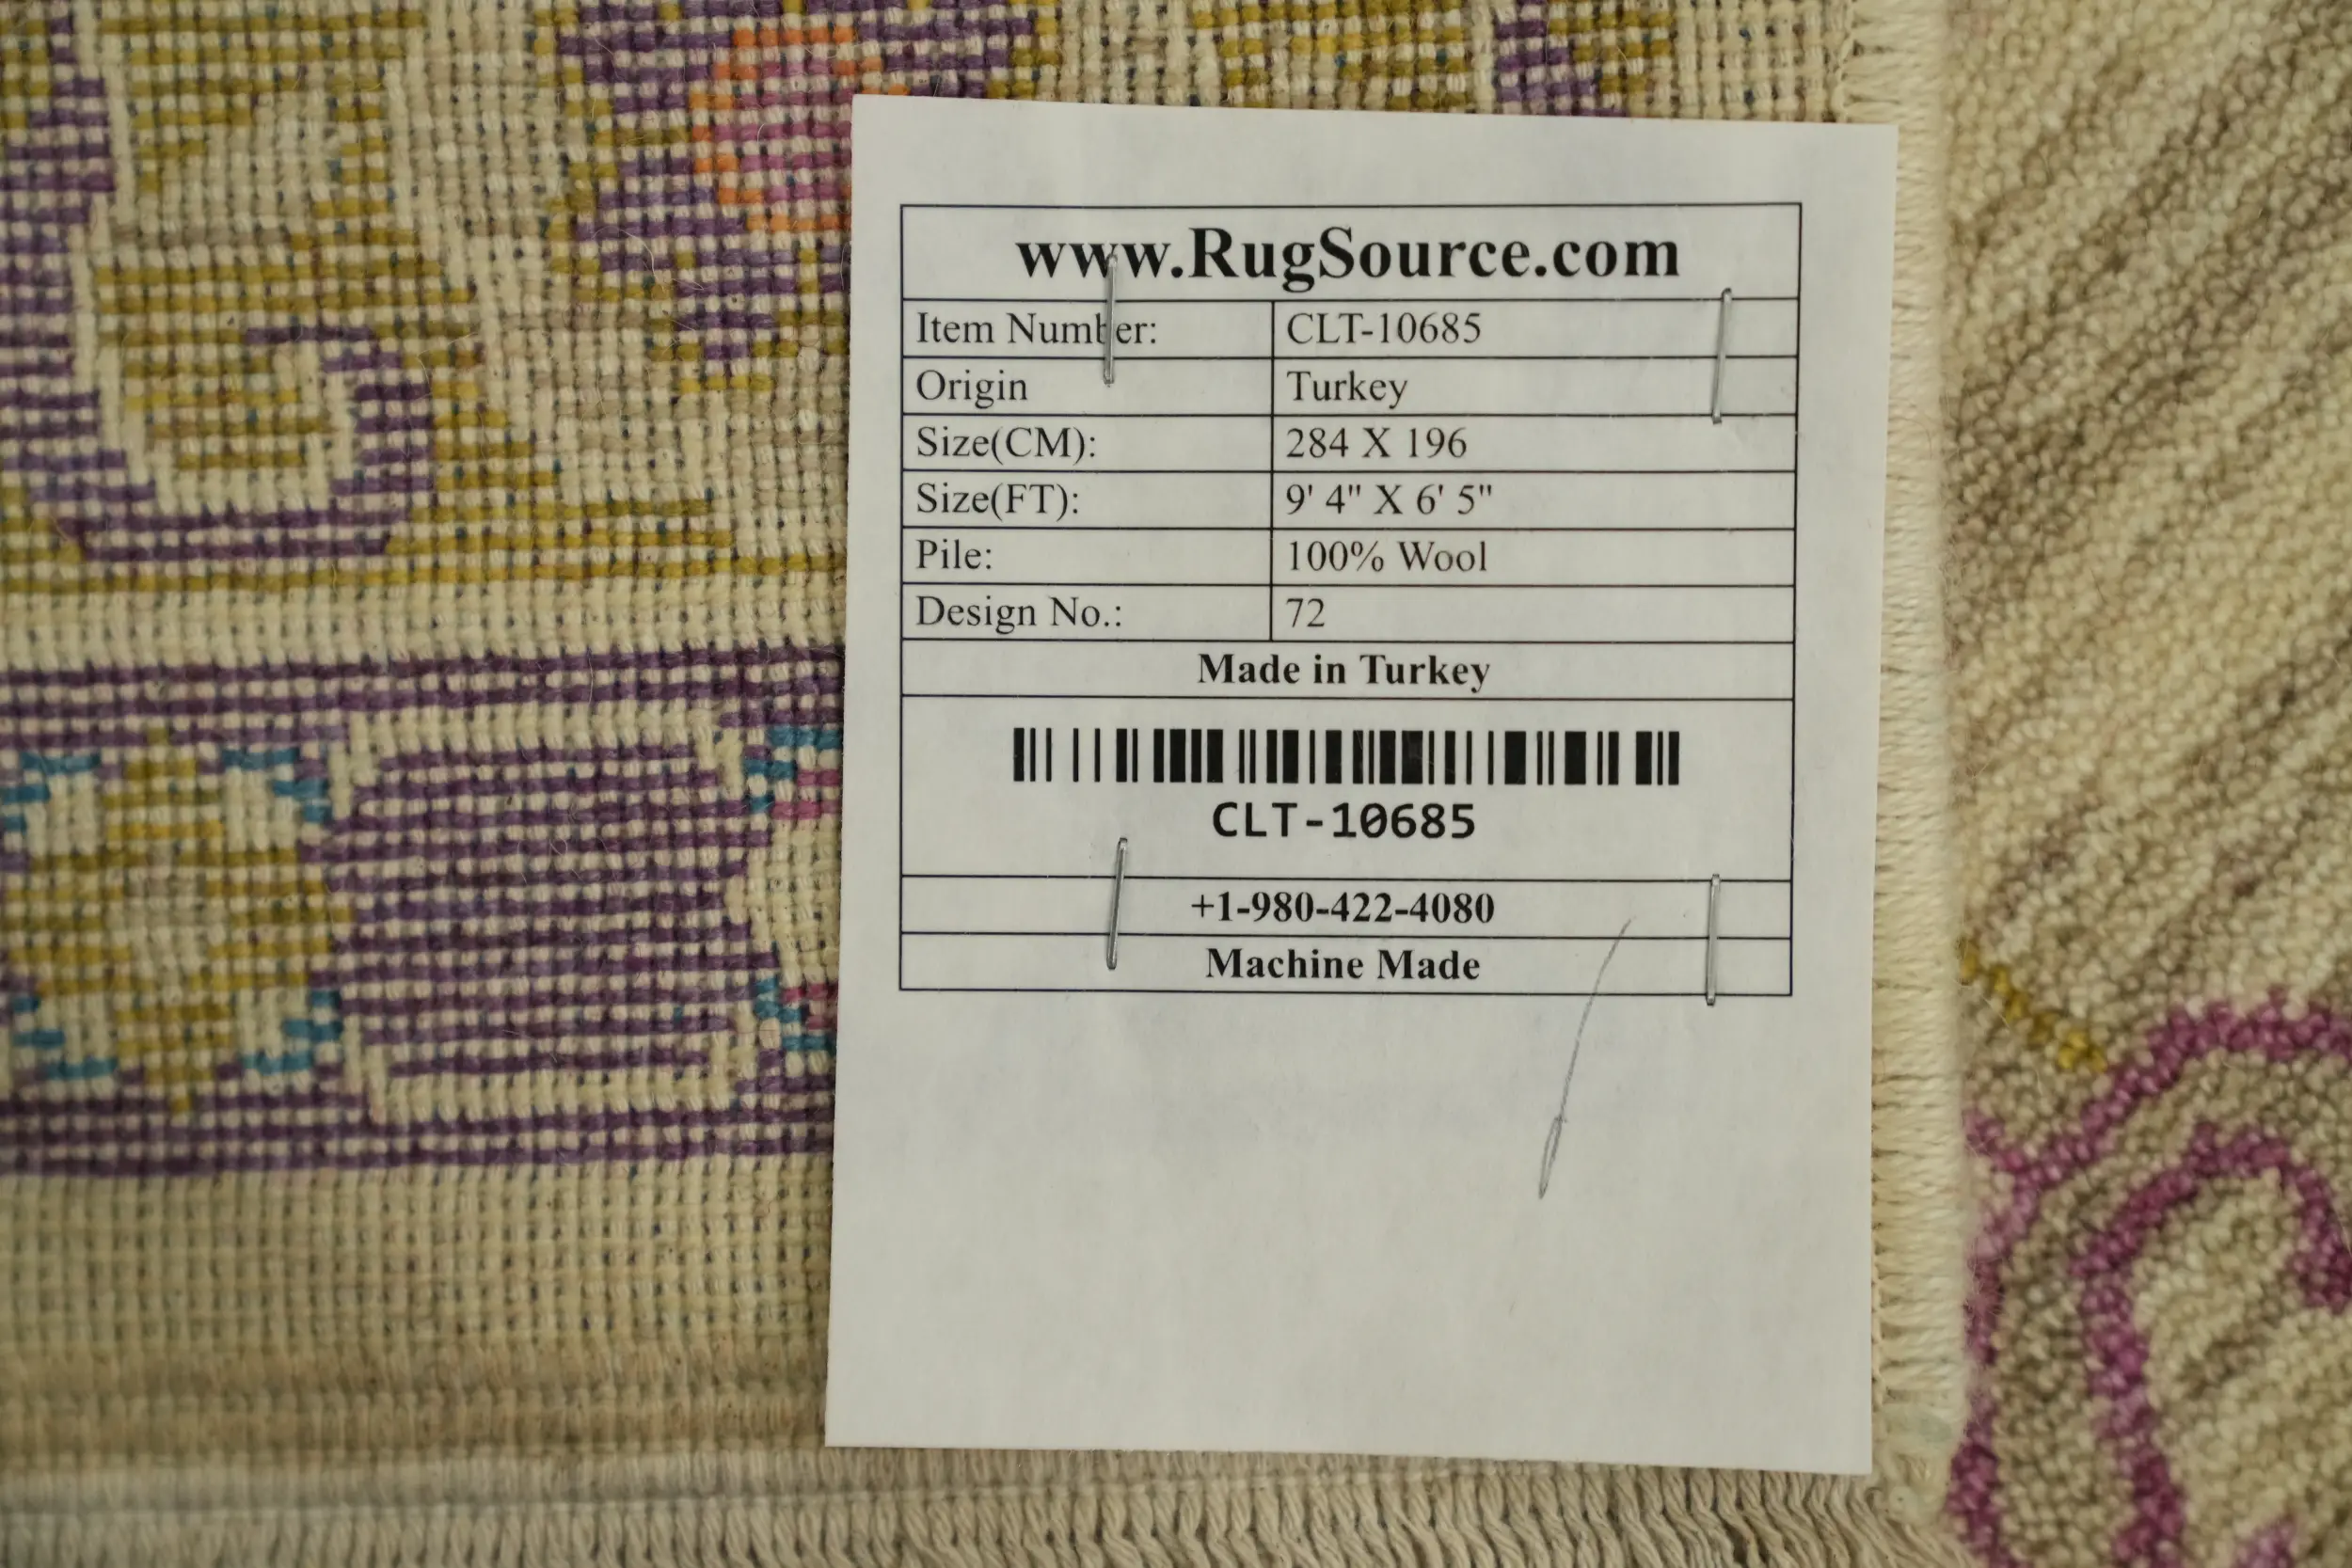 www.RugSource.com
Item Number: CLT-10685
Origin Turkey
Size(CM): 284 X 196
Size(FT): 9' 4" X 6' 5"
Pile: 100% Wool
Design No.: 72
Made in Turkey
CLT-10685
+1-980-422-4080
Machine Made